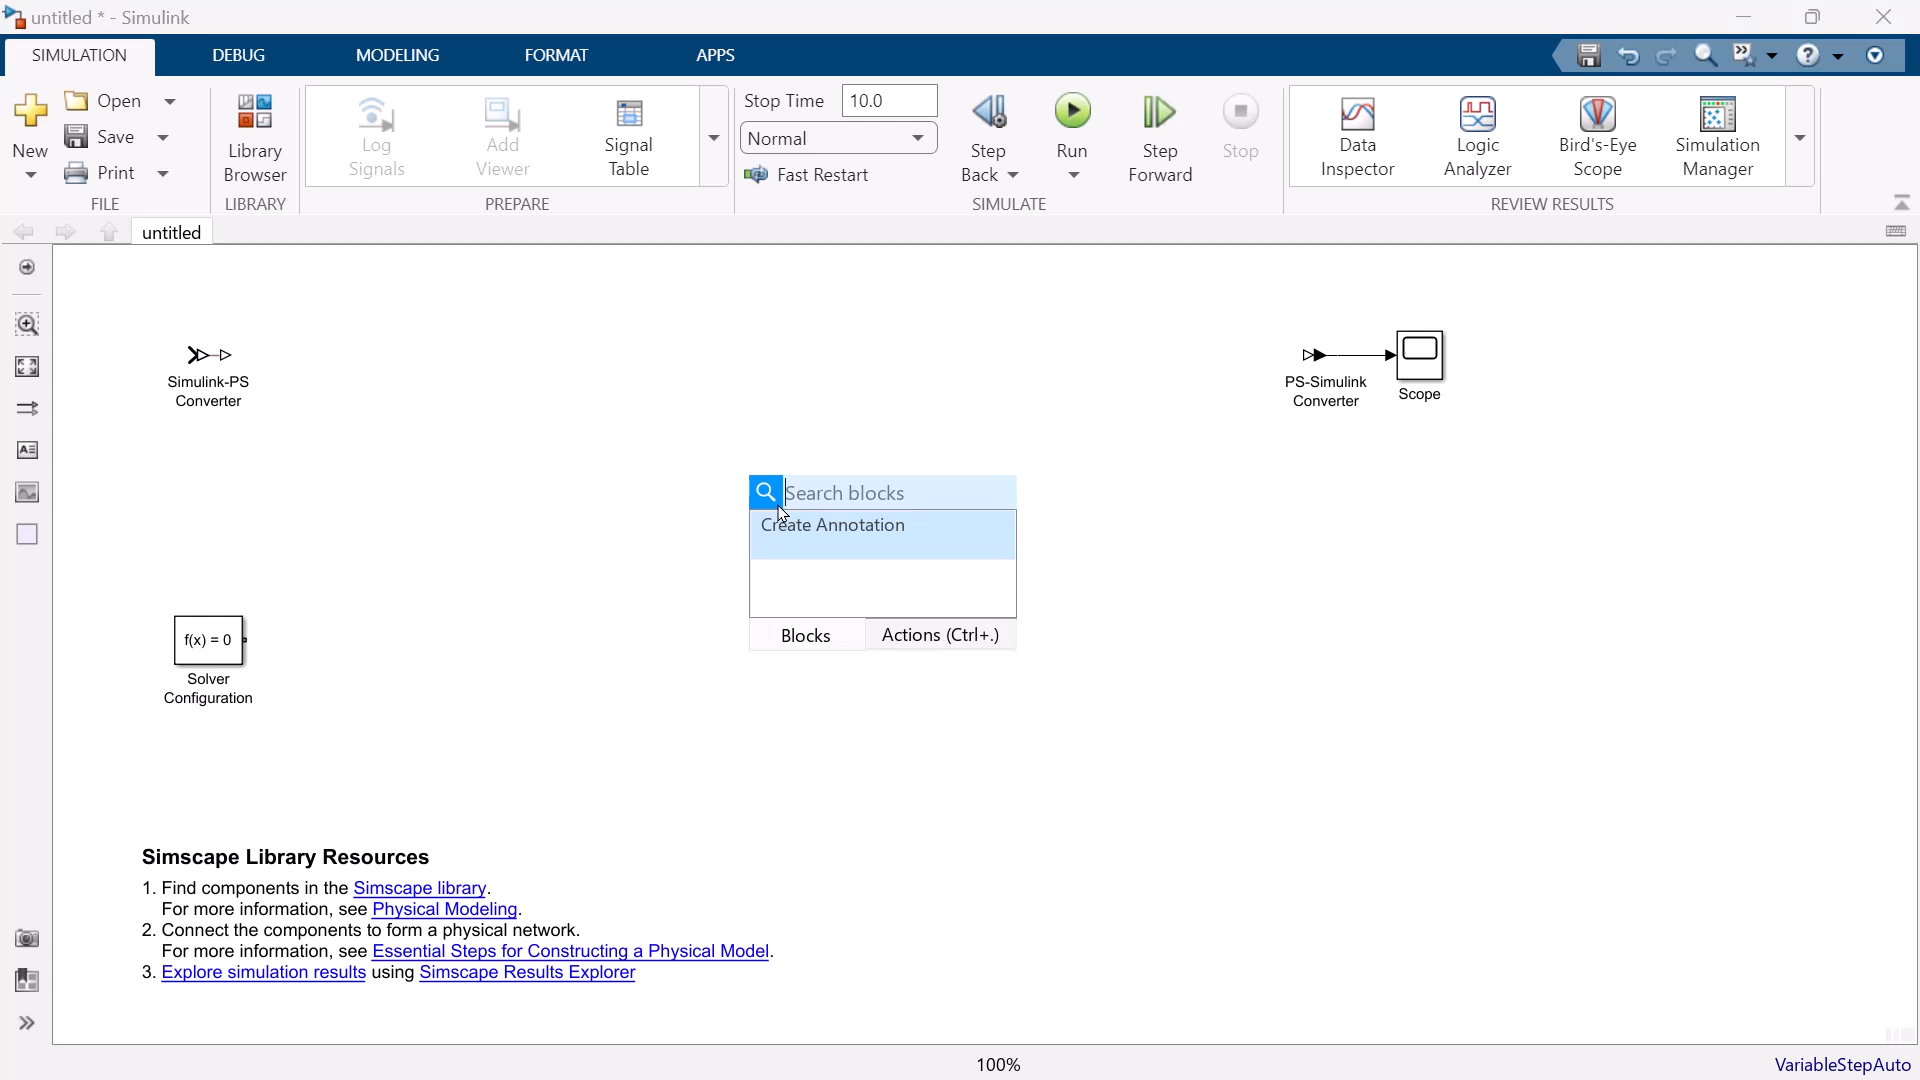 untitled * - Simulink
SIMULATION
DEBUG
MODELING
FORMAT
APPS
New
Open
Save
Print
FILE
Library
Browser
LIBRARY
Log
Signals
Add
Viewer
Signal
Table
PREPARE
Stop Time
10.0
Normal
Fast Restart
Step
Back
Run
Step
Forward
Stop
SIMULATE
Data
Inspector
Logic
Analyzer
Bird's-Eye
Scope
Simulation
Manager
REVIEW RESULTS
untitled
Simulink-PS
Converter
PS-Simulink
Converter
Scope
Search blocks
Create Annotation
Blocks
Actions (Ctrl+.)
f(x) = 0
Solver
Configuration
Simscape Library Resources
1. Find components in the Simscape library.
For more information, see Physical Modeling.
2. Connect the components to form a physical network.
For more information, see Essential Steps for Constructing a Physical Model.
3. Explore simulation results using Simscape Results Explorer
100%
VariableStepAuto